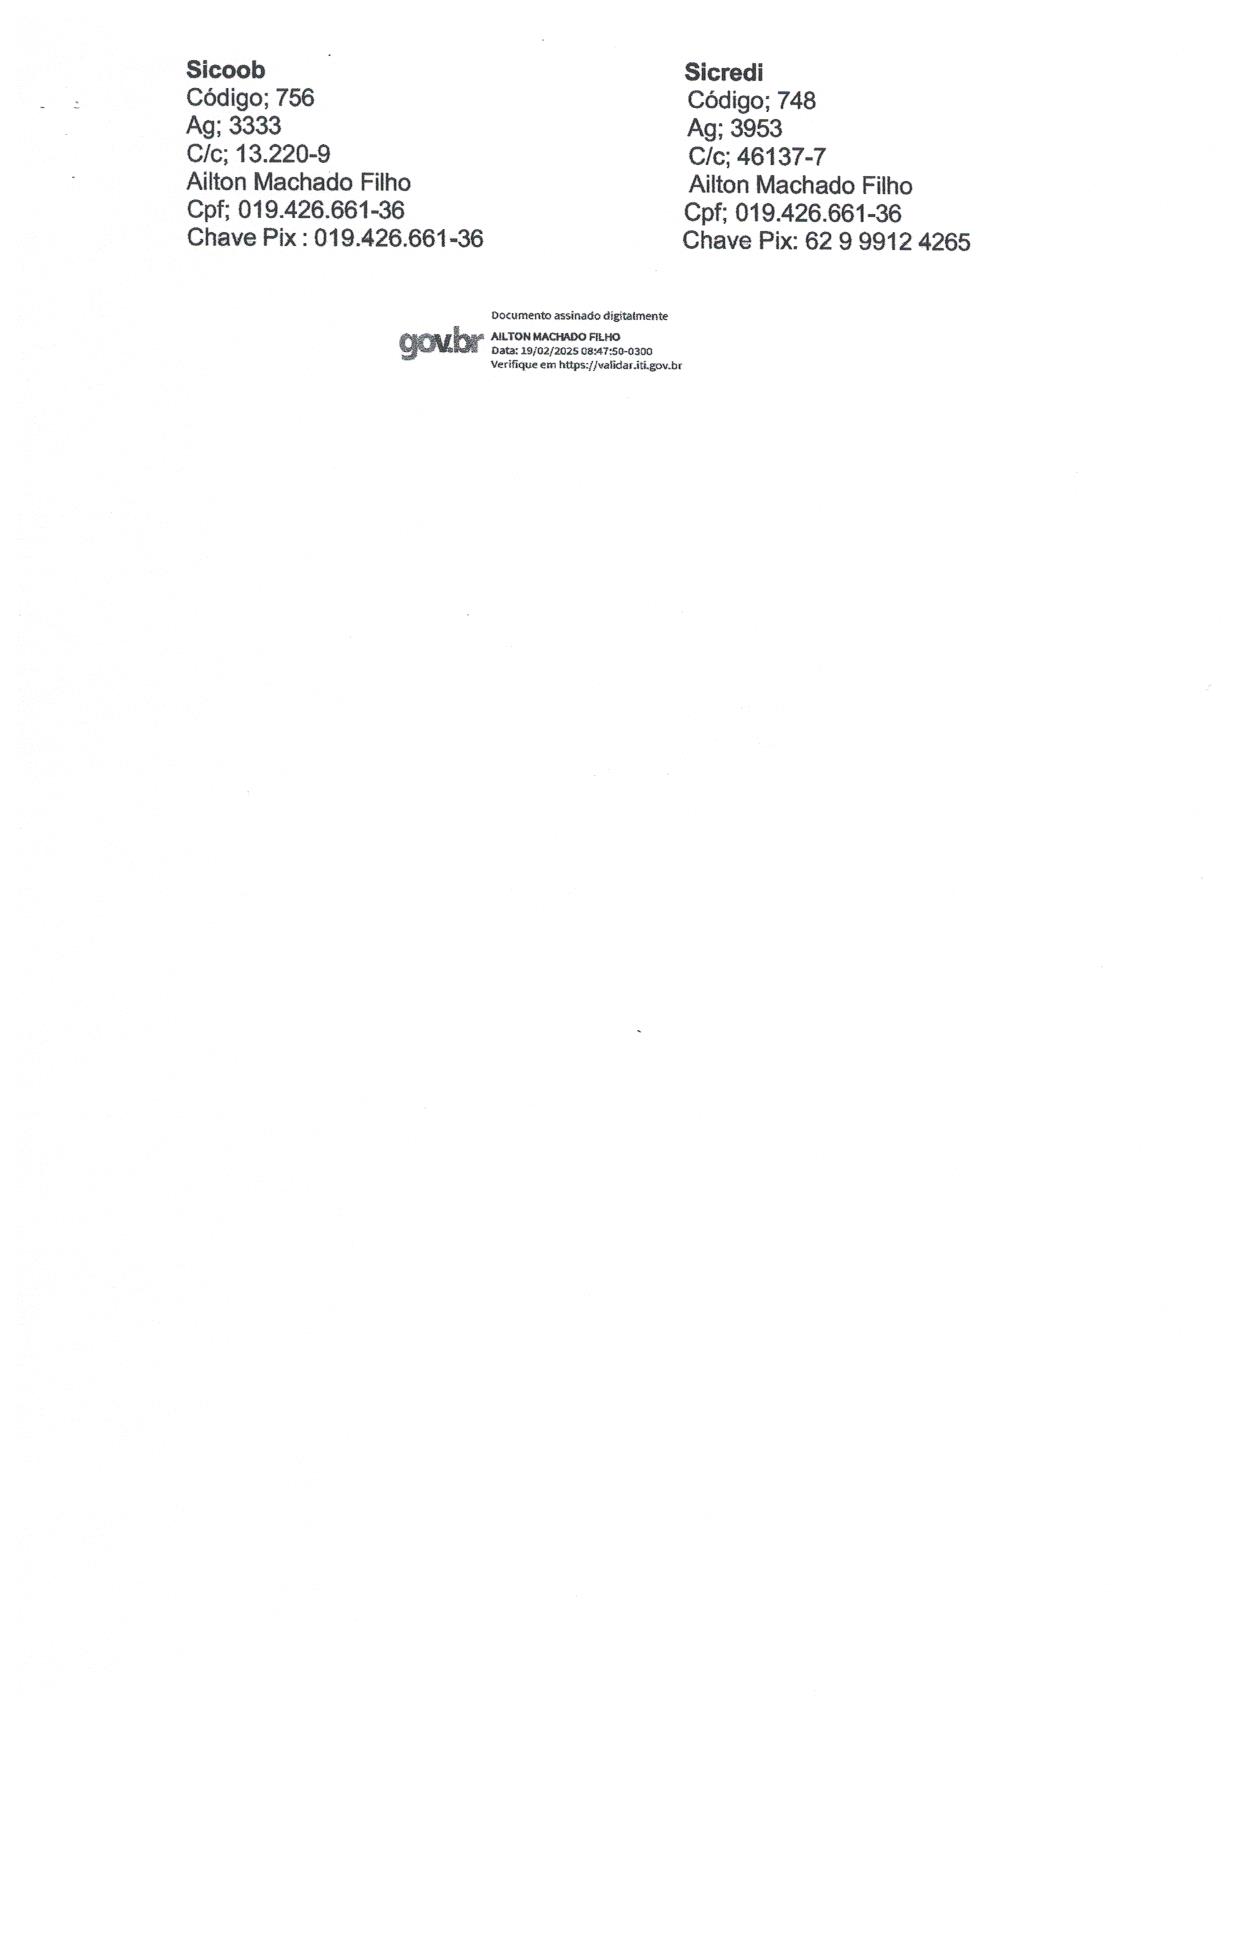 Sicoob
Código; 756
Ag; 3333
C/c; 13.220-9
Ailton Machado Filho
Cpf; 019.426.661-36
Chave Pix : 019.426.661-36
Sicredi
Código; 748
Ag; 3953
C/c; 46137-7
Ailton Machado Filho
Cpf; 019.426.661-36
Chave Pix: 62 9 9912 4265
gov.br
Documento assinado digitalmente
AILTON MACHADO FILHO
Data: 19/02/2025 08:47:50-0300
Verifique em https://validar.iti.gov.br